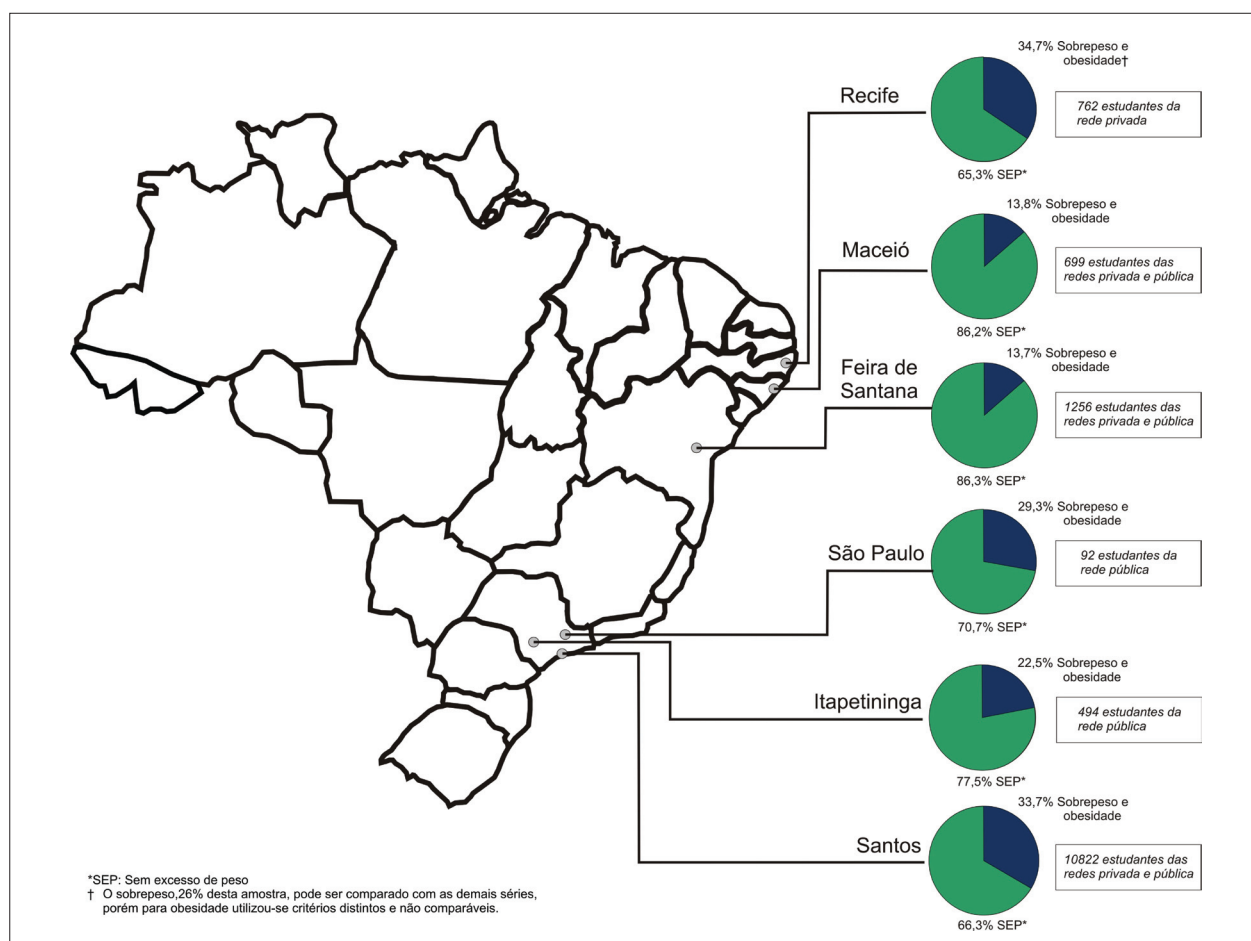 34,7% Sobrepeso e
obesidade†
Recife
762 estudantes da
rede privada
65,3% SEP*
13,8% Sobrepeso e
obesidade
Maceió
699 estudantes das
redes privada e pública
86,2% SEP*
13,7% Sobrepeso e
obesidade
Feira de
Santana
1256 estudantes das
redes privada e pública
86,3% SEP*
29,3% Sobrepeso e
obesidade
São Paulo
92 estudantes da
rede pública
70,7% SEP*
22,5% Sobrepeso e
obesidade
Itapetininga
494 estudantes da
rede pública
77,5% SEP*
33,7% Sobrepeso e
obesidade
Santos
10822 estudantes das
redes privada e pública
66,3% SEP*
*SEP: Sem excesso de peso
† O sobrepeso,26% desta amostra, pode ser comparado com as demais séries,
porém para obesidade utilizou-se critérios distintos e não comparáveis.